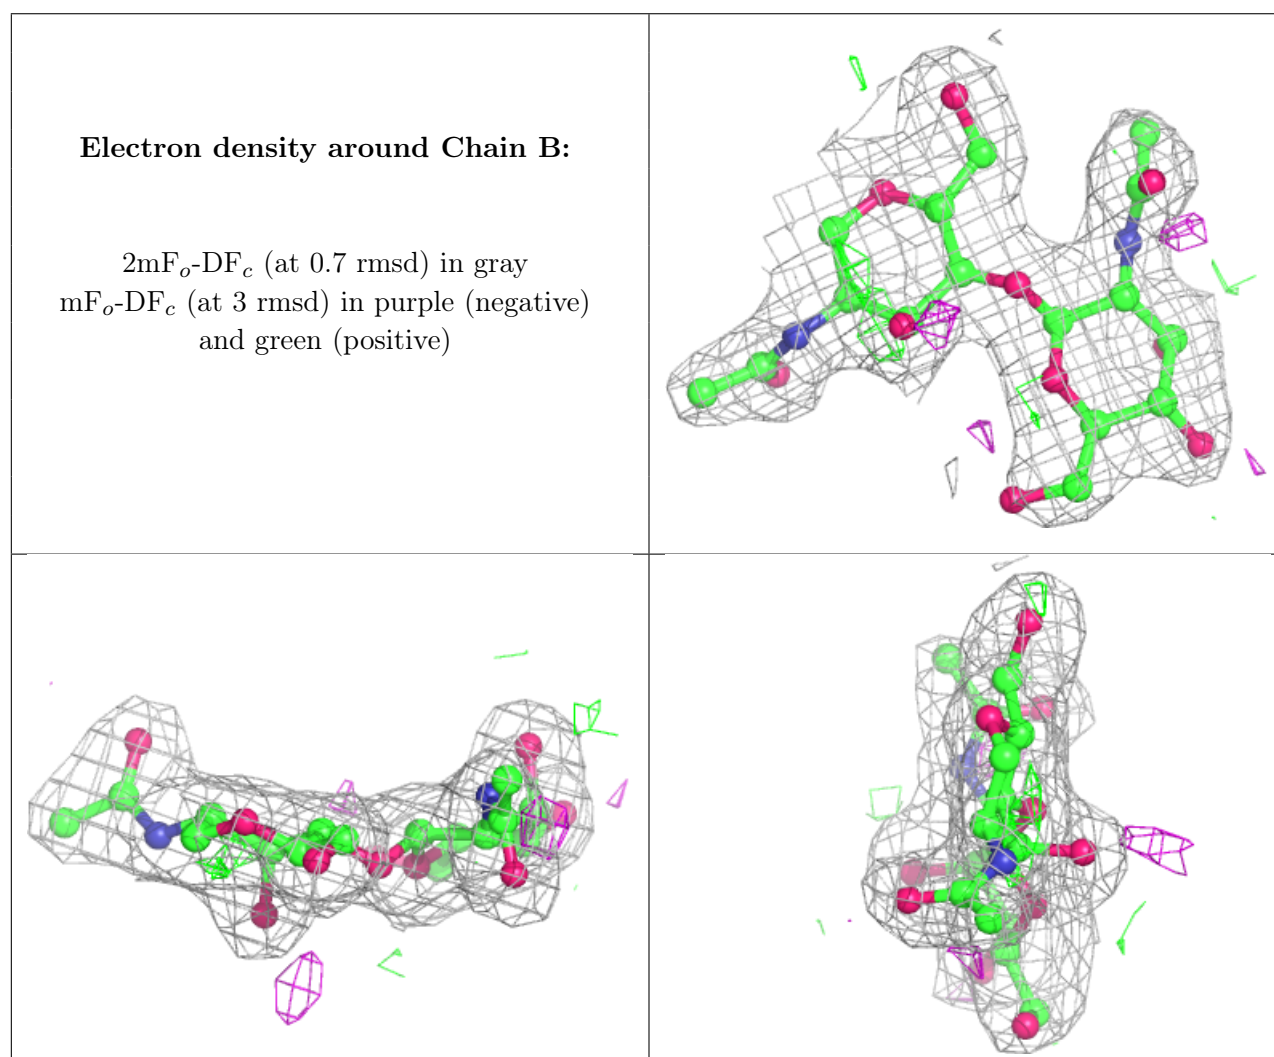 Electron density around Chain B:
2mFo-DFc (at 0.7 rmsd) in gray
mFo-DFc (at 3 rmsd) in purple (negative)
and green (positive)